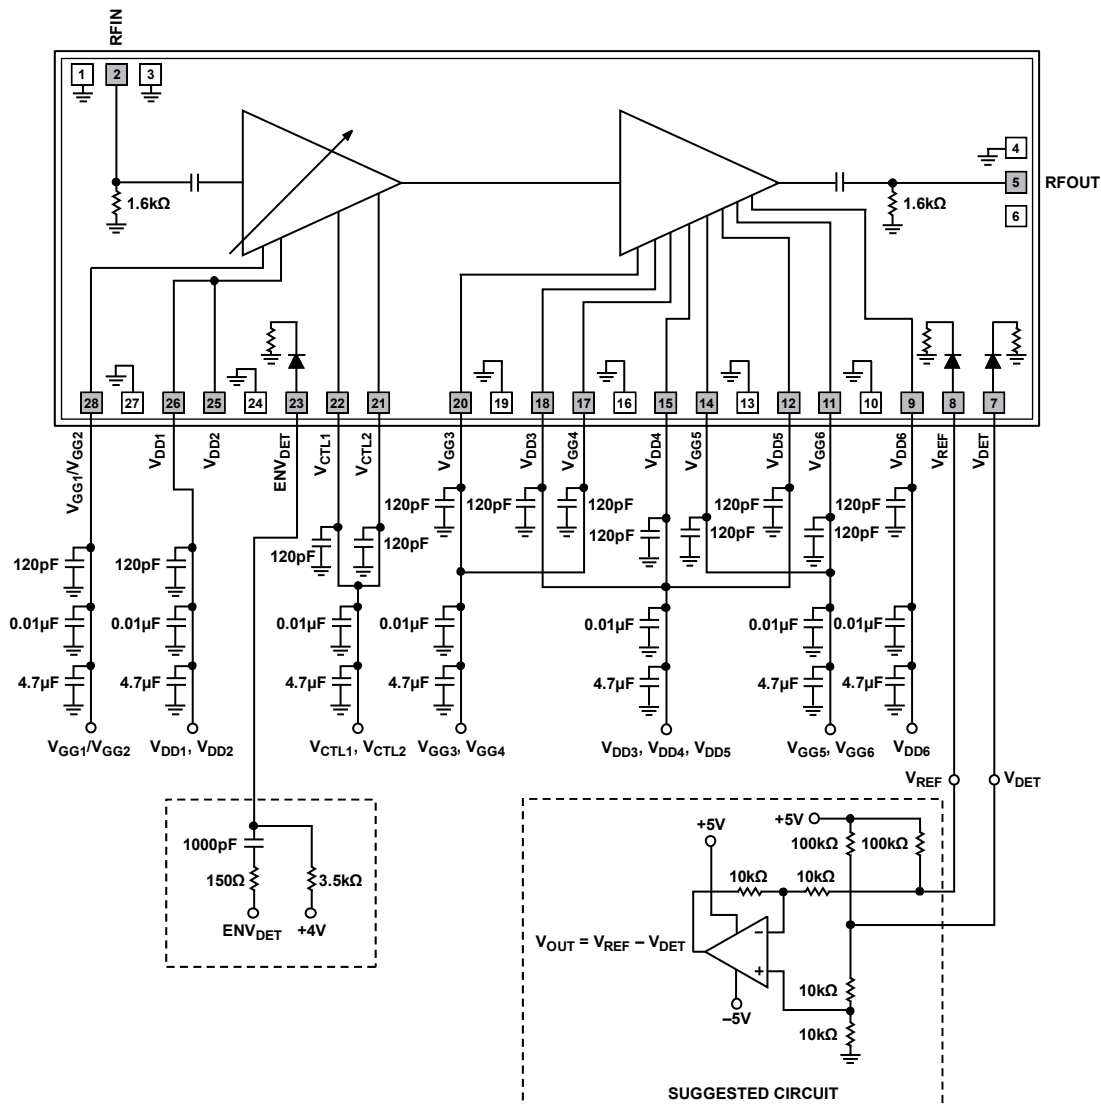 RFIN
1 2 3
4
5 RFOUT
6
1.6kΩ 1.6kΩ
28 27 26 25 24 23 22 21 20 19 18 17 16 15 14 13 12 11 10 9 8 7
VGG1/VGG2 VDD1 VDD2 ENVDET VCTL1 VCTL2 VGG3 VDD3 VGG4 VDD4 VGG5 VDD5 VGG6 VDD6 VREF VDET
120pF 120pF 120pF 120pF 120pF
120pF 120pF 120pF 120pF 120pF
120pF 120pF
0.01µF 0.01µF 0.01µF 0.01µF 0.01µF 0.01µF 0.01µF
4.7µF 4.7µF 4.7µF 4.7µF 4.7µF 4.7µF 4.7µF
VGG1/VGG2 VDD1, VDD2 VCTL1, VCTL2 VGG3, VGG4 VDD3, VDD4, VDD5 VGG5, VGG6 VDD6
VREF VDET
1000pF
150Ω 3.5kΩ
ENVDET +4V
+5V
+5V
100kΩ 100kΩ
10kΩ 10kΩ
–
VOUT = VREF – VDET
+
–5V
10kΩ
10kΩ
SUGGESTED CIRCUIT